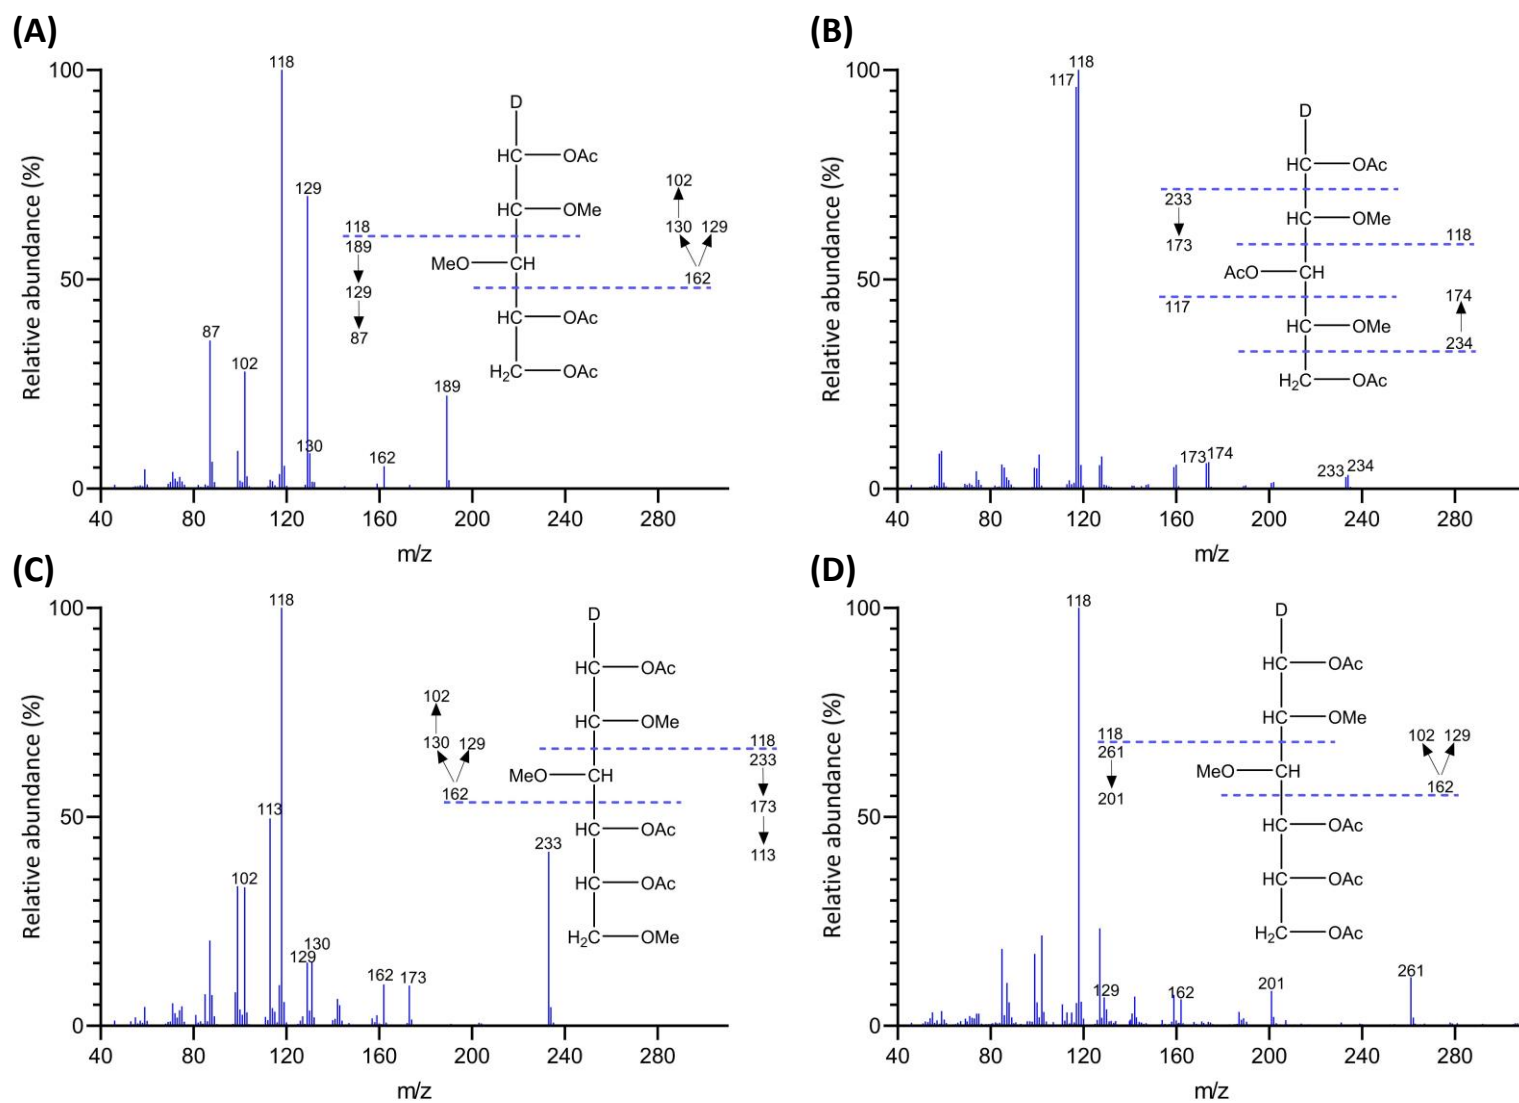 (A)
Relative abundance (%)
100
50
0
40 80 120 160 200 240 280
m/z
118
129
87
102
130
162
189
D
HC OAc
HC OMe
MeO CH
HC OAc
H₂C OAc
118
189
129
87
102
130 129
162
(B)
Relative abundance (%)
100
50
0
40 80 120 160 200 240 280
m/z
118
117
173 174
233 234
D
HC OAc
HC OMe
AcO CH
HC OMe
H₂C OAc
233
173
118
117
174
234
(C)
Relative abundance (%)
100
50
0
40 80 120 160 200 240 280
m/z
118
113
102
130
129
162 173
233
D
HC OAc
HC OMe
MeO CH
HC OAc
HC OAc
H₂C OMe
102
130 129
162
118
233
173
113
(D)
Relative abundance (%)
100
50
0
40 80 120 160 200 240 280
m/z
118
129
162
201
261
D
HC OAc
HC OMe
MeO CH
HC OAc
HC OAc
H₂C OAc
118
261
201
102 129
162